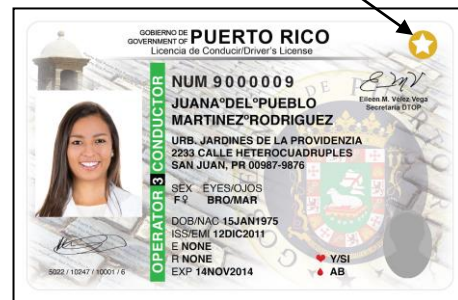 GOBIERNO DE
GOVERNMENT OF PUERTO RICO
Licencia de Conducir/Driver's License
OPERATOR 3 CONDUCTOR
NUM 9000009
JUANA°DEL°PUEBLO
MARTINEZ°RODRIGUEZ
Eileen M. Vélez Vega
Secretaria DTOP
URB. JARDINES DE LA PROVIDENZIA
2233 CALLE HETEROCUADRUPLES
SAN JUAN, PR 00987-9876
SEX EYES/OJOS
F♀ BRO/MAR
DOB/NAC 15JAN1975
ISS/EMI 12DIC2011
E NONE
R NONE Y/SI
EXP 14NOV2014 AB
5022 / 10247 / 10001 / 6